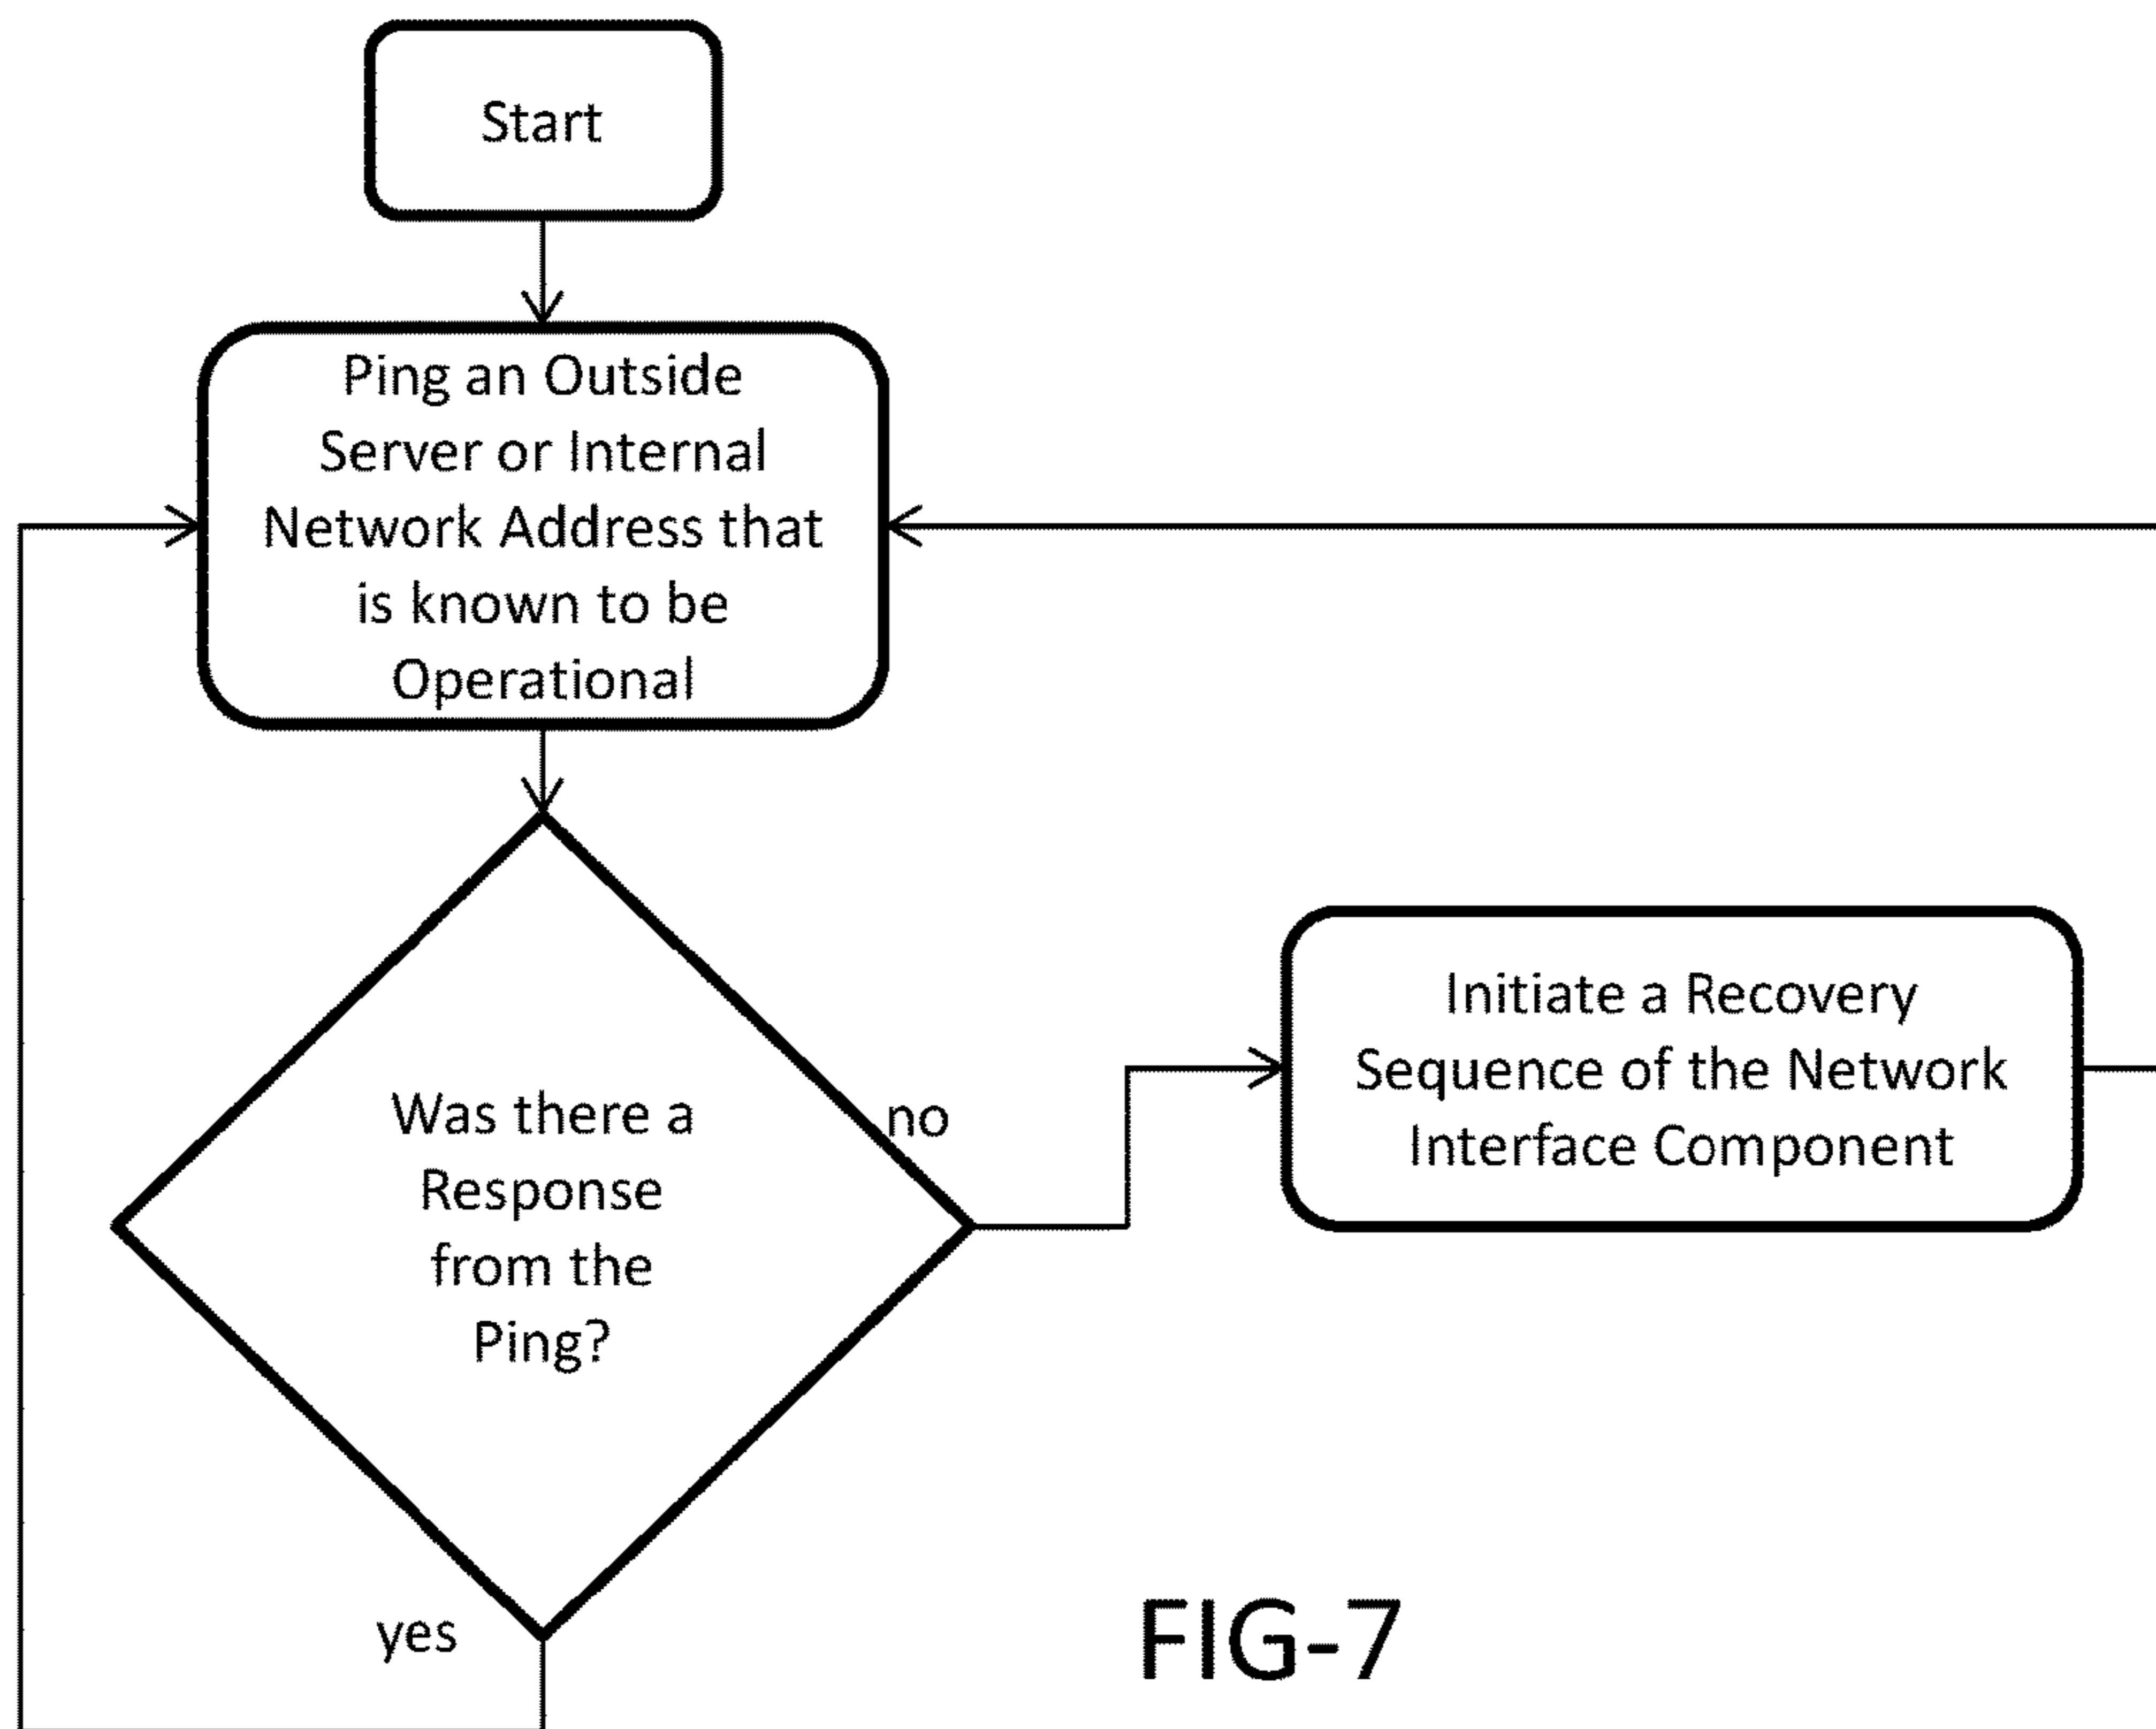 Start
Ping an Outside
Server or Internal
Network Address that
is known to be
Operational
Was there a
Response
from the
Ping?
no
yes
Initiate a Recovery
Sequence of the Network
Interface Component
FIG-7